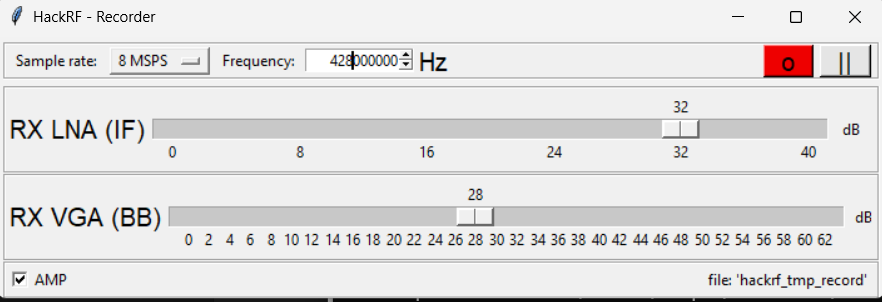 HackRF - Recorder
Sample rate: 8 MSPS Frequency: 428000000 Hz o ||
32
RX LNA (IF) dB
0 8 16 24 32 40
28
RX VGA (BB) dB
0 2 4 6 8 10 12 14 16 18 20 22 24 26 28 30 32 34 36 38 40 42 44 46 48 50 52 54 56 58 60 62
AMP file: 'hackrf_tmp_record'